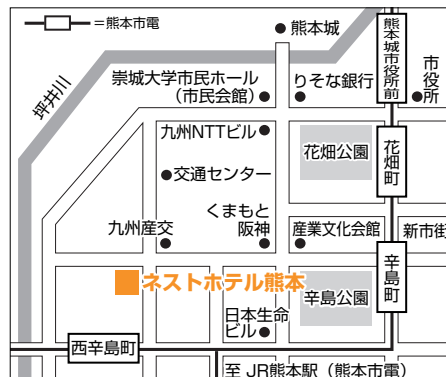 =熊本市電
熊本城
熊本城市役所前
市役所
坪井川
崇城大学市民ホール
(市民会館)
りそな銀行
九州NTTビル
花畑公園
花畑町
交通センター
九州産交
くまもと
阪神
産業文化会館
新市街
ネストホテル熊本
辛島公園
辛島町
日本生命
ビル
西辛島町
至 JR熊本駅（熊本市電）